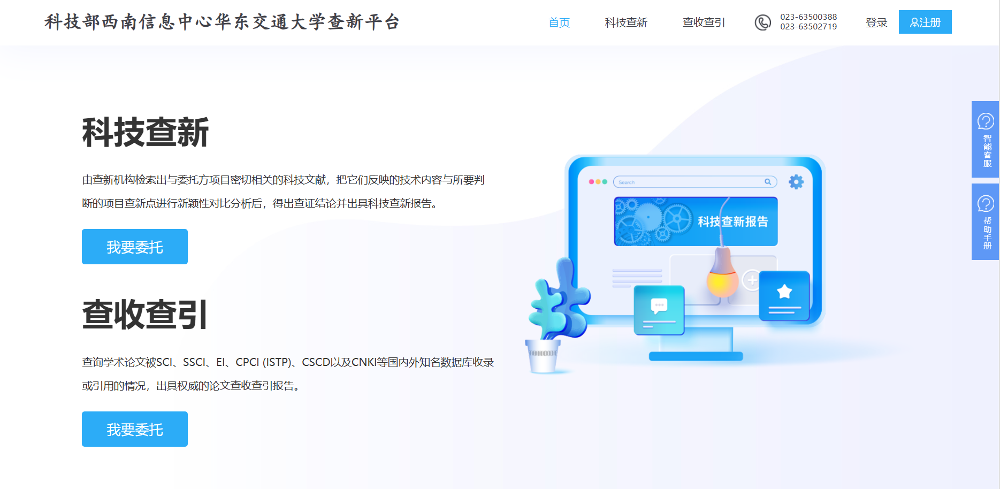 科技部西南信息中心华东交通大学查新平台
首页
科技查新
查收查引
023-63500388
023-63502719
登录
注册
科技查新
由查新机构检索出与委托方项目密切相关的科技文献，把它们反映的技术内容与所要判
断的项目查新点进行新颖性对比分析后，得出查证结论并出具科技查新报告。
我要委托
查收查引
查询学术论文被SCI、SSCI、EI、CPCI (ISTP)、CSCD以及CNKI等国内外知名数据库收录
或引用的情况，出具权威的论文查收查引报告。
我要委托
Search
科技查新报告
智能客服
帮助手册